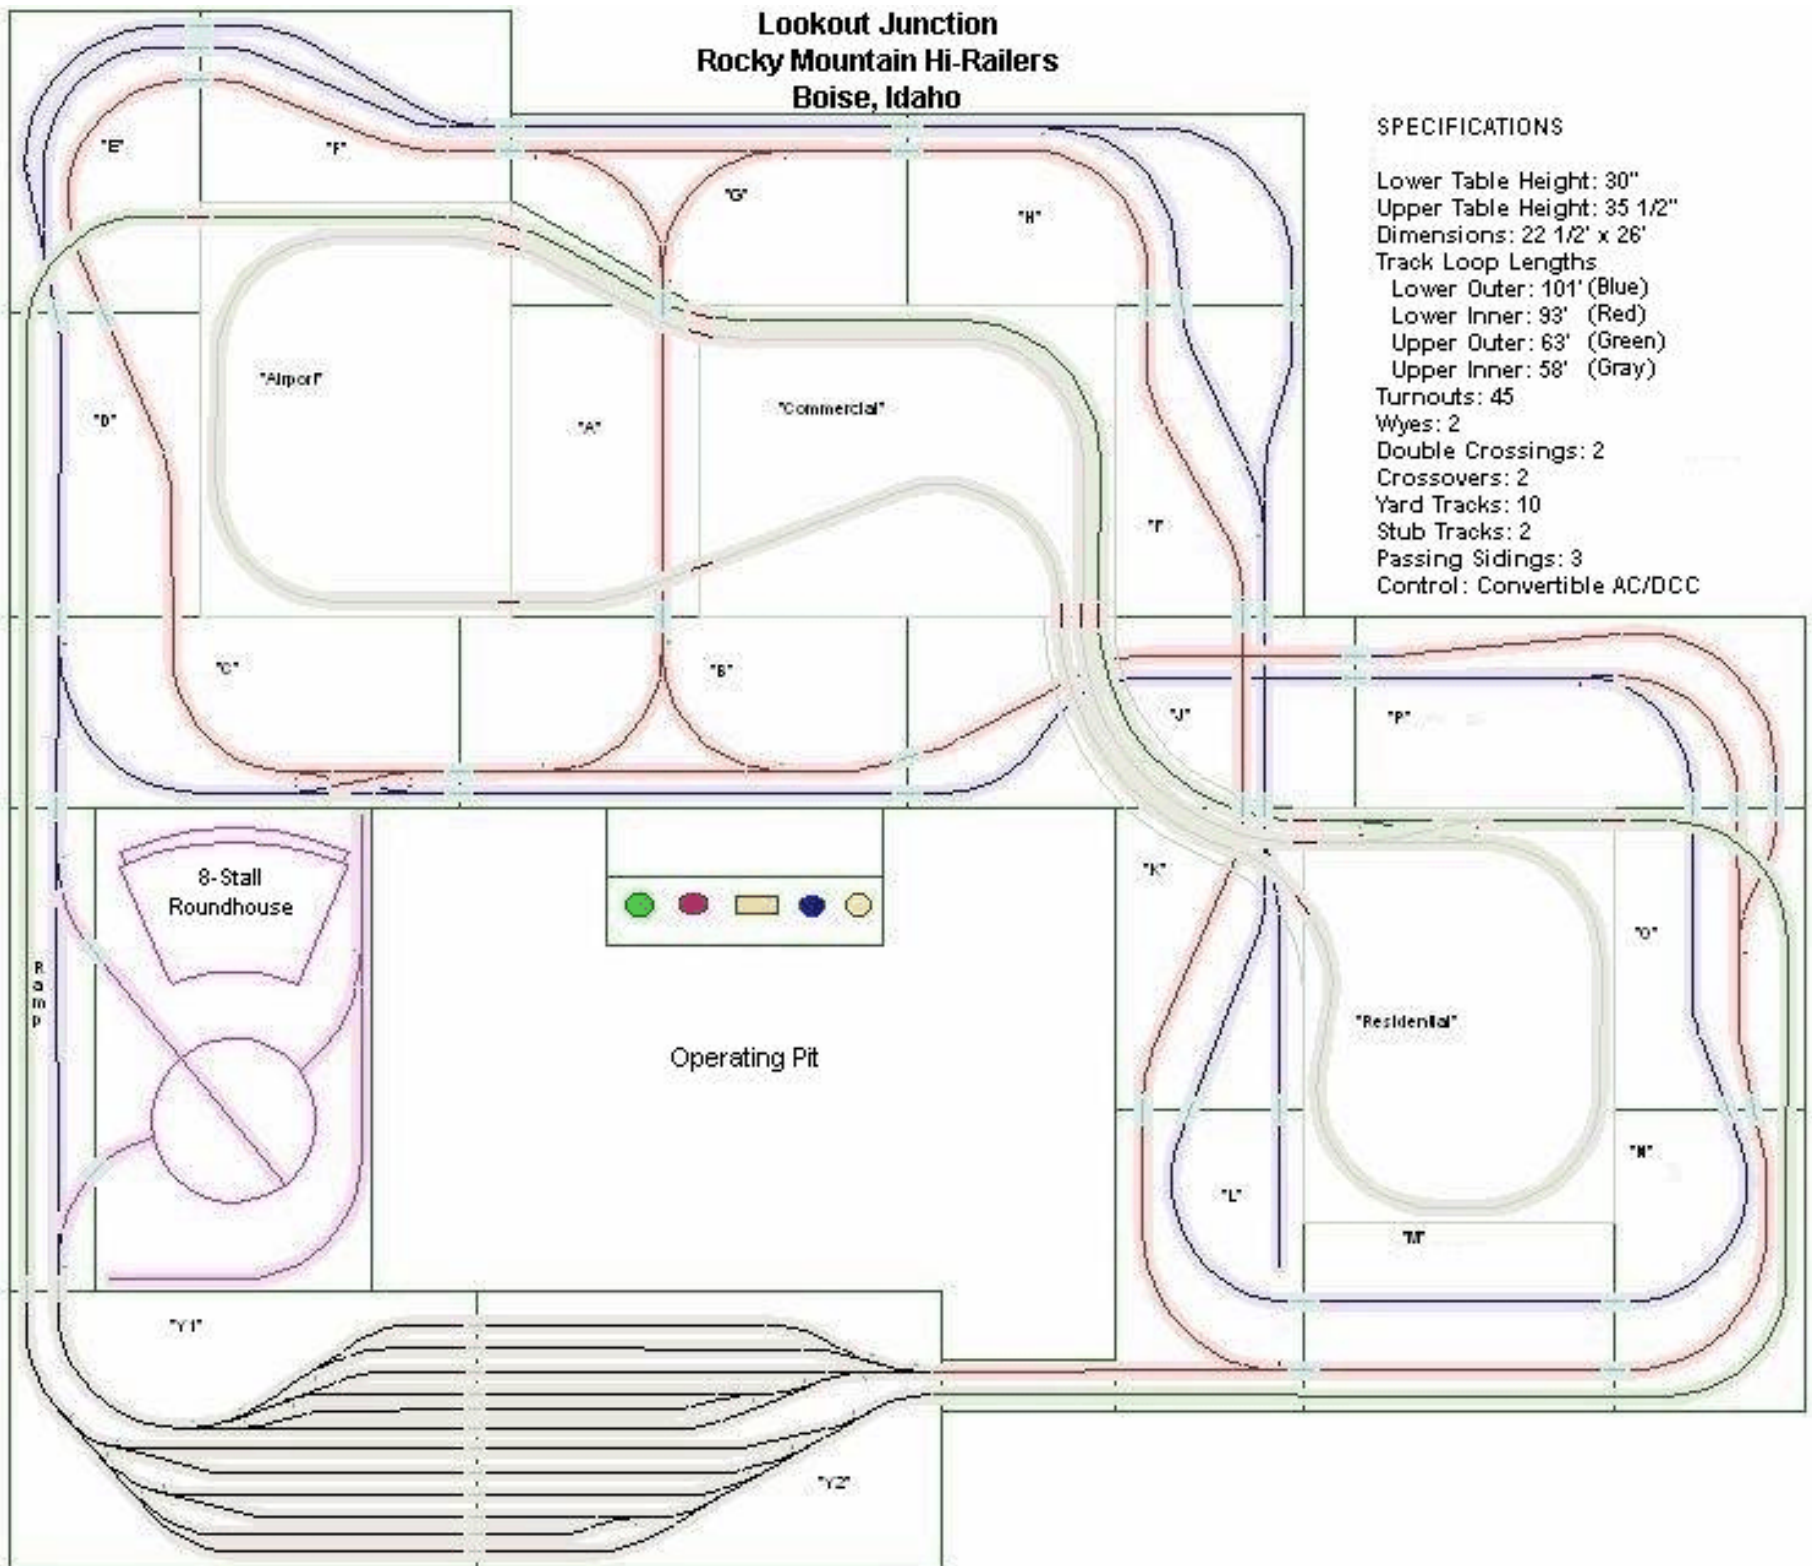 Lookout Junction
Rocky Mountain Hi-Railers
Boise, Idaho
SPECIFICATIONS
Lower Table Height: 30"
Upper Table Height: 35 1/2"
Dimensions: 22 1/2' x 26'
Track Loop Lengths
Lower Outer: 101' (Blue)
Lower Inner: 93' (Red)
Upper Outer: 63' (Green)
Upper Inner: 58' (Gray)
Turnouts: 45
Wyes: 2
Double Crossings: 2
Crossovers: 2
Yard Tracks: 10
Stub Tracks: 2
Passing Sidings: 3
Control: Convertible AC/DCC
"E"
"F"
"G"
"H"
"Airport"
"D"
"A"
"Commercial"
"C"
"B"
"J"
"P"
8-Stall
Roundhouse
"K"
"O"
Ramp
"Residential"
Operating Pit
"N"
"L"
"M"
"Y1"
"Y2"